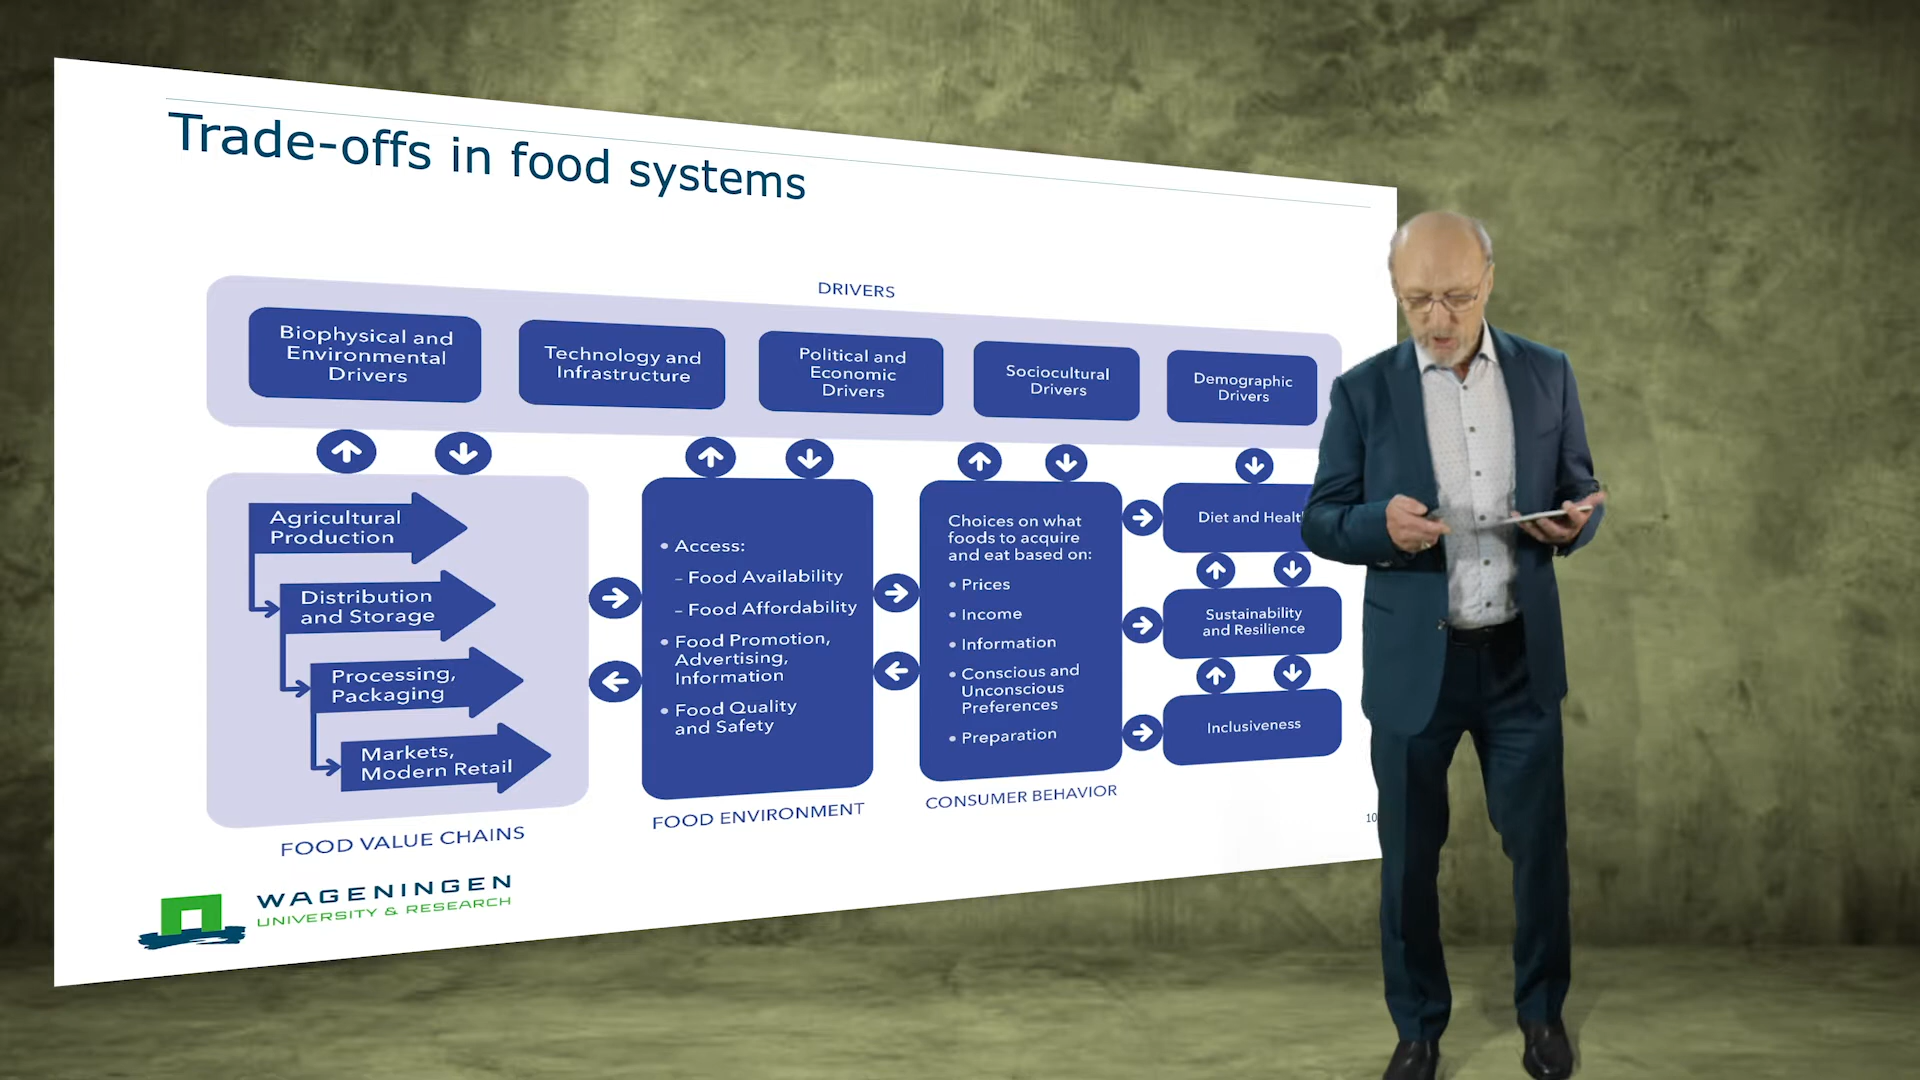 Trade-offs in food systems
DRIVERS
Biophysical and
Environmental
Drivers
Technology and
Infrastructure
Political and
Economic
Drivers
Sociocultural
Drivers
Demographic
Drivers
Agricultural
Production
Distribution
and Storage
Processing,
Packaging
Markets,
Modern Retail
FOOD VALUE CHAINS
• Access:
– Food Availability
– Food Affordability
• Food Promotion,
Advertising,
Information
• Food Quality
and Safety
FOOD ENVIRONMENT
Choices on what
foods to acquire
and eat based on:
• Prices
• Income
• Information
• Conscious and
Unconscious
Preferences
• Preparation
CONSUMER BEHAVIOR
Diet and Healt
Sustainability
and Resilience
Inclusiveness
10
WAGENINGEN
UNIVERSITY & RESEARCH